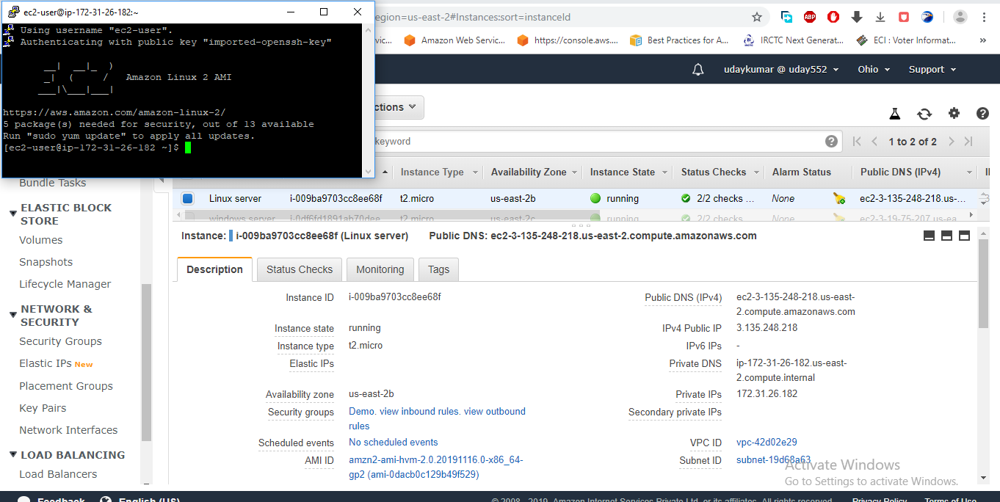 ec2-user@ip-172-31-26-182:~
Using username "ec2-user".
Authenticating with public key "imported-openssh-key"
Amazon Linux 2 AMI
https://aws.amazon.com/amazon-linux-2/
5 package(s) needed for security, out of 13 available
Run "sudo yum update" to apply all updates.
[ec2-user@ip-172-31-26-182 ~]$
egion=us-east-2#Instances:sort=instanceId
ABP
vic... Amazon Web Servic... https://console.aws.... Best Practices for A... IRCTC Next Generat... ECI : Voter Informat... »
udaykumar @ uday552 Ohio Support
ctions
keyword
1 to 2 of 2
Instance Type Availability Zone Instance State Status Checks Alarm Status Public DNS (IPv4)
Linux server i-009ba9703cc8ee68f t2.micro us-east-2b running 2/2 checks ... None ec2-3-135-248-218.us-...
windows server i-0df6fd1891ab70dee t2.micro us-east-2c running 2/2 checks None ec2-3-19-75-207.us-ea
Bundle Tasks
ELASTIC BLOCK
STORE
Volumes
Snapshots
Lifecycle Manager
NETWORK &
SECURITY
Security Groups
Elastic IPs New
Placement Groups
Key Pairs
Network Interfaces
LOAD BALANCING
Load Balancers
Instance: i-009ba9703cc8ee68f (Linux server) Public DNS: ec2-3-135-248-218.us-east-2.compute.amazonaws.com
Description Status Checks Monitoring Tags
Instance ID i-009ba9703cc8ee68f
Instance state running
Instance type t2.micro
Elastic IPs
Availability zone us-east-2b
Security groups Demo. view inbound rules. view outbound
rules
Scheduled events No scheduled events
AMI ID amzn2-ami-hvm-2.0.20191116.0-x86_64-
gp2 (ami-0dacb0c129b49f529)
Public DNS (IPv4) ec2-3-135-248-218.us-east-
2.compute.amazonaws.com
IPv4 Public IP 3.135.248.218
IPv6 IPs -
Private DNS ip-172-31-26-182.us-east-
2.compute.internal
Private IPs 172.31.26.182
Secondary private IPs
VPC ID vpc-42d02e29
Subnet ID subnet-19d68a63
Activate Windows
Go to Settings to activate Windows.
Feedback English (US) © 2008 - 2019, Amazon Internet Services Private Ltd. or its affiliates. All rights reserved. Privacy Policy Terms of Use